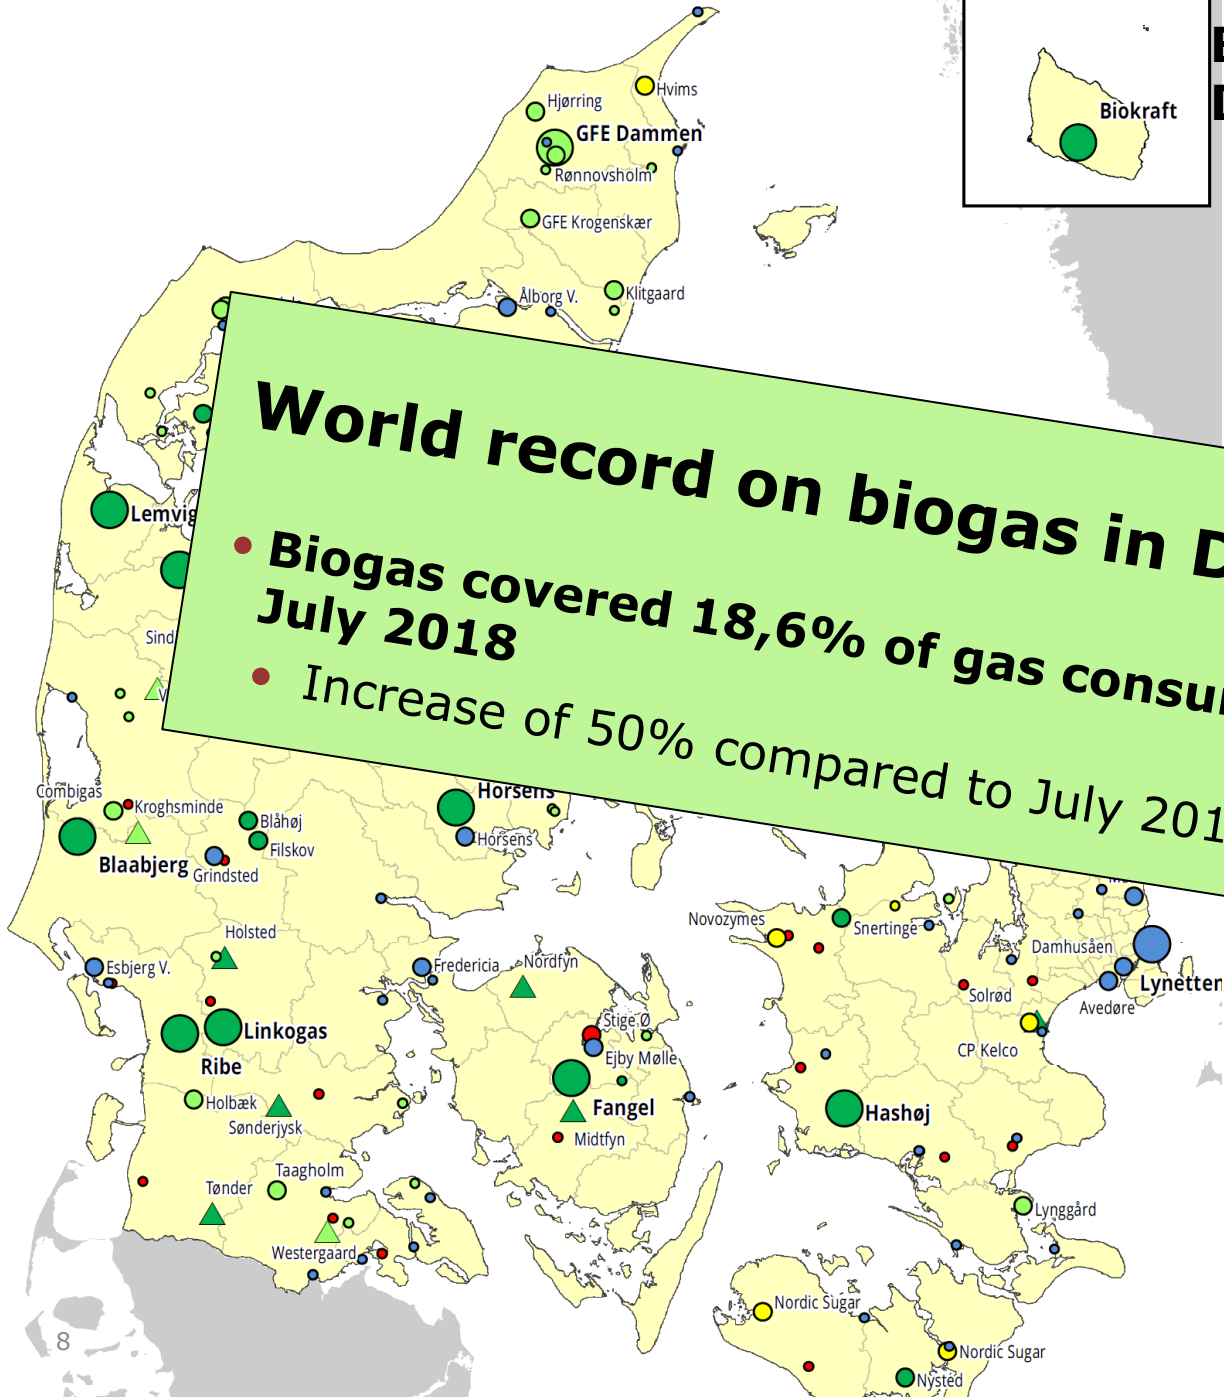 Hvims
Hjørring
Biokraft
GFE Dammen
Rønnovsholm
GFE Krogenskær
Ålborg V.
Klitgaard
World record on biogas in
Lemvig
Biogas covered 18,6% of gas
July 2018
Increase of 50% compared to July
Combigas
Kroghsminde
Horsens
Blåhøj
Filskov
Horsens
Blaabjerg
Grindsted
Novozymes
Snertinge
Holsted
Damhusåen
Esbjerg V.
Fredericia
Nordfyn
Lynetten
Solrød
Avedøre
Stige Ø
Linkogas
Ejby Mølle
CP Kelco
Ribe
Holbæk
Fangel
Hashøj
Sønderjysk
Midtfyn
Taagholm
Tønder
Lynggård
Westergaard
Nordic Sugar
8
Nordic Sugar
Nysted